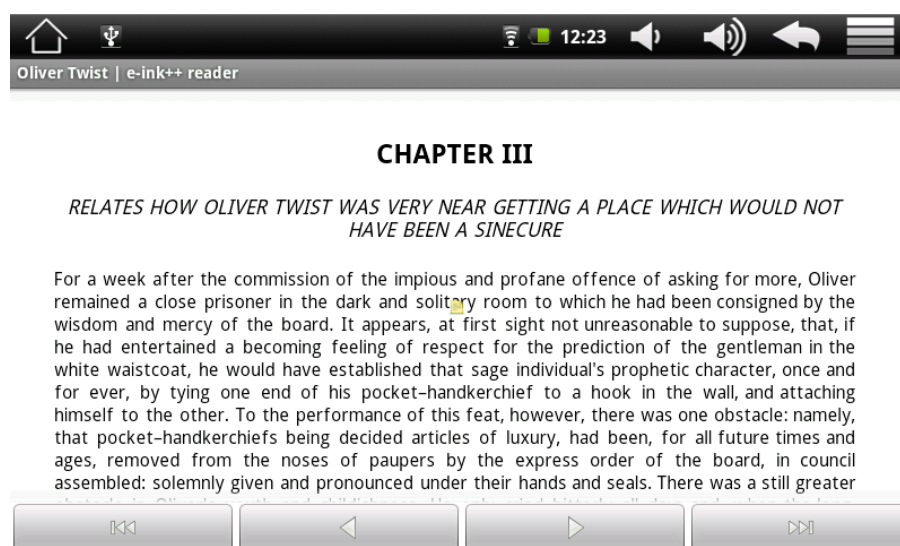 12:23
Oliver Twist | e-ink++ reader
CHAPTER III
RELATES HOW OLIVER TWIST WAS VERY NEAR GETTING A PLACE WHICH WOULD NOT
HAVE BEEN A SINECURE
For a week after the commission of the impious and profane offence of asking for more, Oliver
remained a close prisoner in the dark and solitary room to which he had been consigned by the
wisdom and mercy of the board. It appears, at first sight not unreasonable to suppose, that, if
he had entertained a becoming feeling of respect for the prediction of the gentleman in the
white waistcoat, he would have established that sage individual's prophetic character, once and
for ever, by tying one end of his pocket–handkerchief to a hook in the wall, and attaching
himself to the other. To the performance of this feat, however, there was one obstacle: namely,
that pocket–handkerchiefs being decided articles of luxury, had been, for all future times and
ages, removed from the noses of paupers by the express order of the board, in council
assembled: solemnly given and pronounced under their hands and seals. There was a still greater